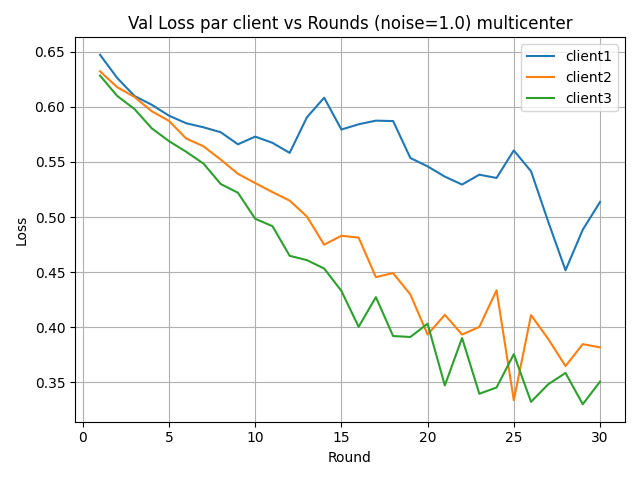 Val Loss par client vs Rounds (noise=1.0) multicenter
client1
client2
client3
Loss
0.65
0.60
0.55
0.50
0.45
0.40
0.35
0 5 10 15 20 25 30
Round